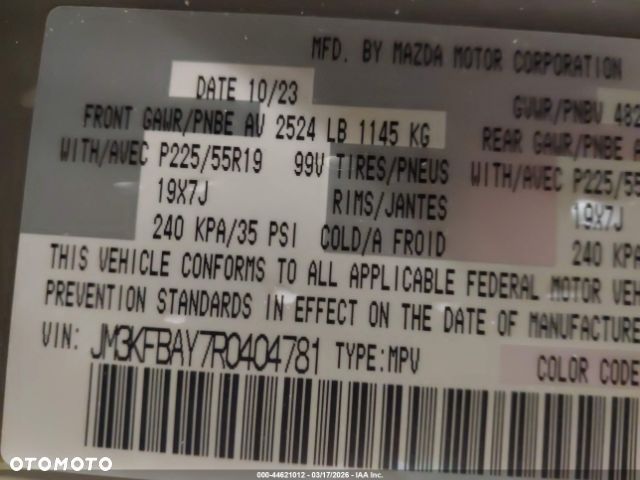 MFD. BY MAZDA MOTOR CORPORATION
DATE 10/23 GVWR/PNBV 482
FRONT GAWR/PNBE AV 2524 LB 1145 KG REAR GAWR/PNBE A
WITH/AVEC P225/55R19 99V TIRES/PNEUS WITH/AVEC P225/55
19X7J RIMS/JANTES 19X7J
240 KPA/35 PSI COLD/A FROID 240 KPA
THIS VEHICLE CONFORMS TO ALL APPLICABLE FEDERAL MOTOR VEH
PREVENTION STANDARDS IN EFFECT ON THE DATE OF MANUFACTURE
VIN: JM3KFBAY7R0404781 TYPE:MPV COLOR CODE
OTOMOTO
000-44621012 - 03/17/2026 - IAA Inc.